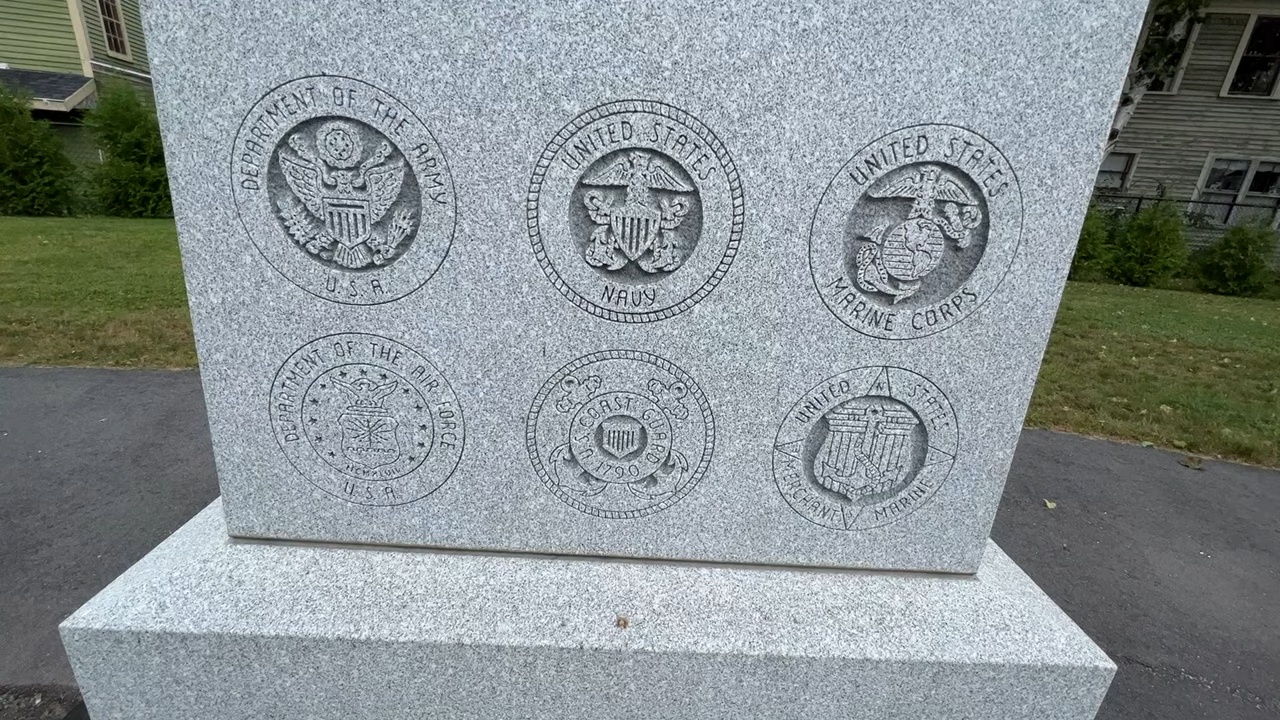 DEPARTMENT OF THE ARMY
U.S.A
UNITED STATES
NAVY
UNITED STATES
MARINE CORPS
DEPARTMENT OF THE AIR FORCE
U.S.A
U.S. COAST GUARD
1790
UNITED STATES
MERCHANT MARINE